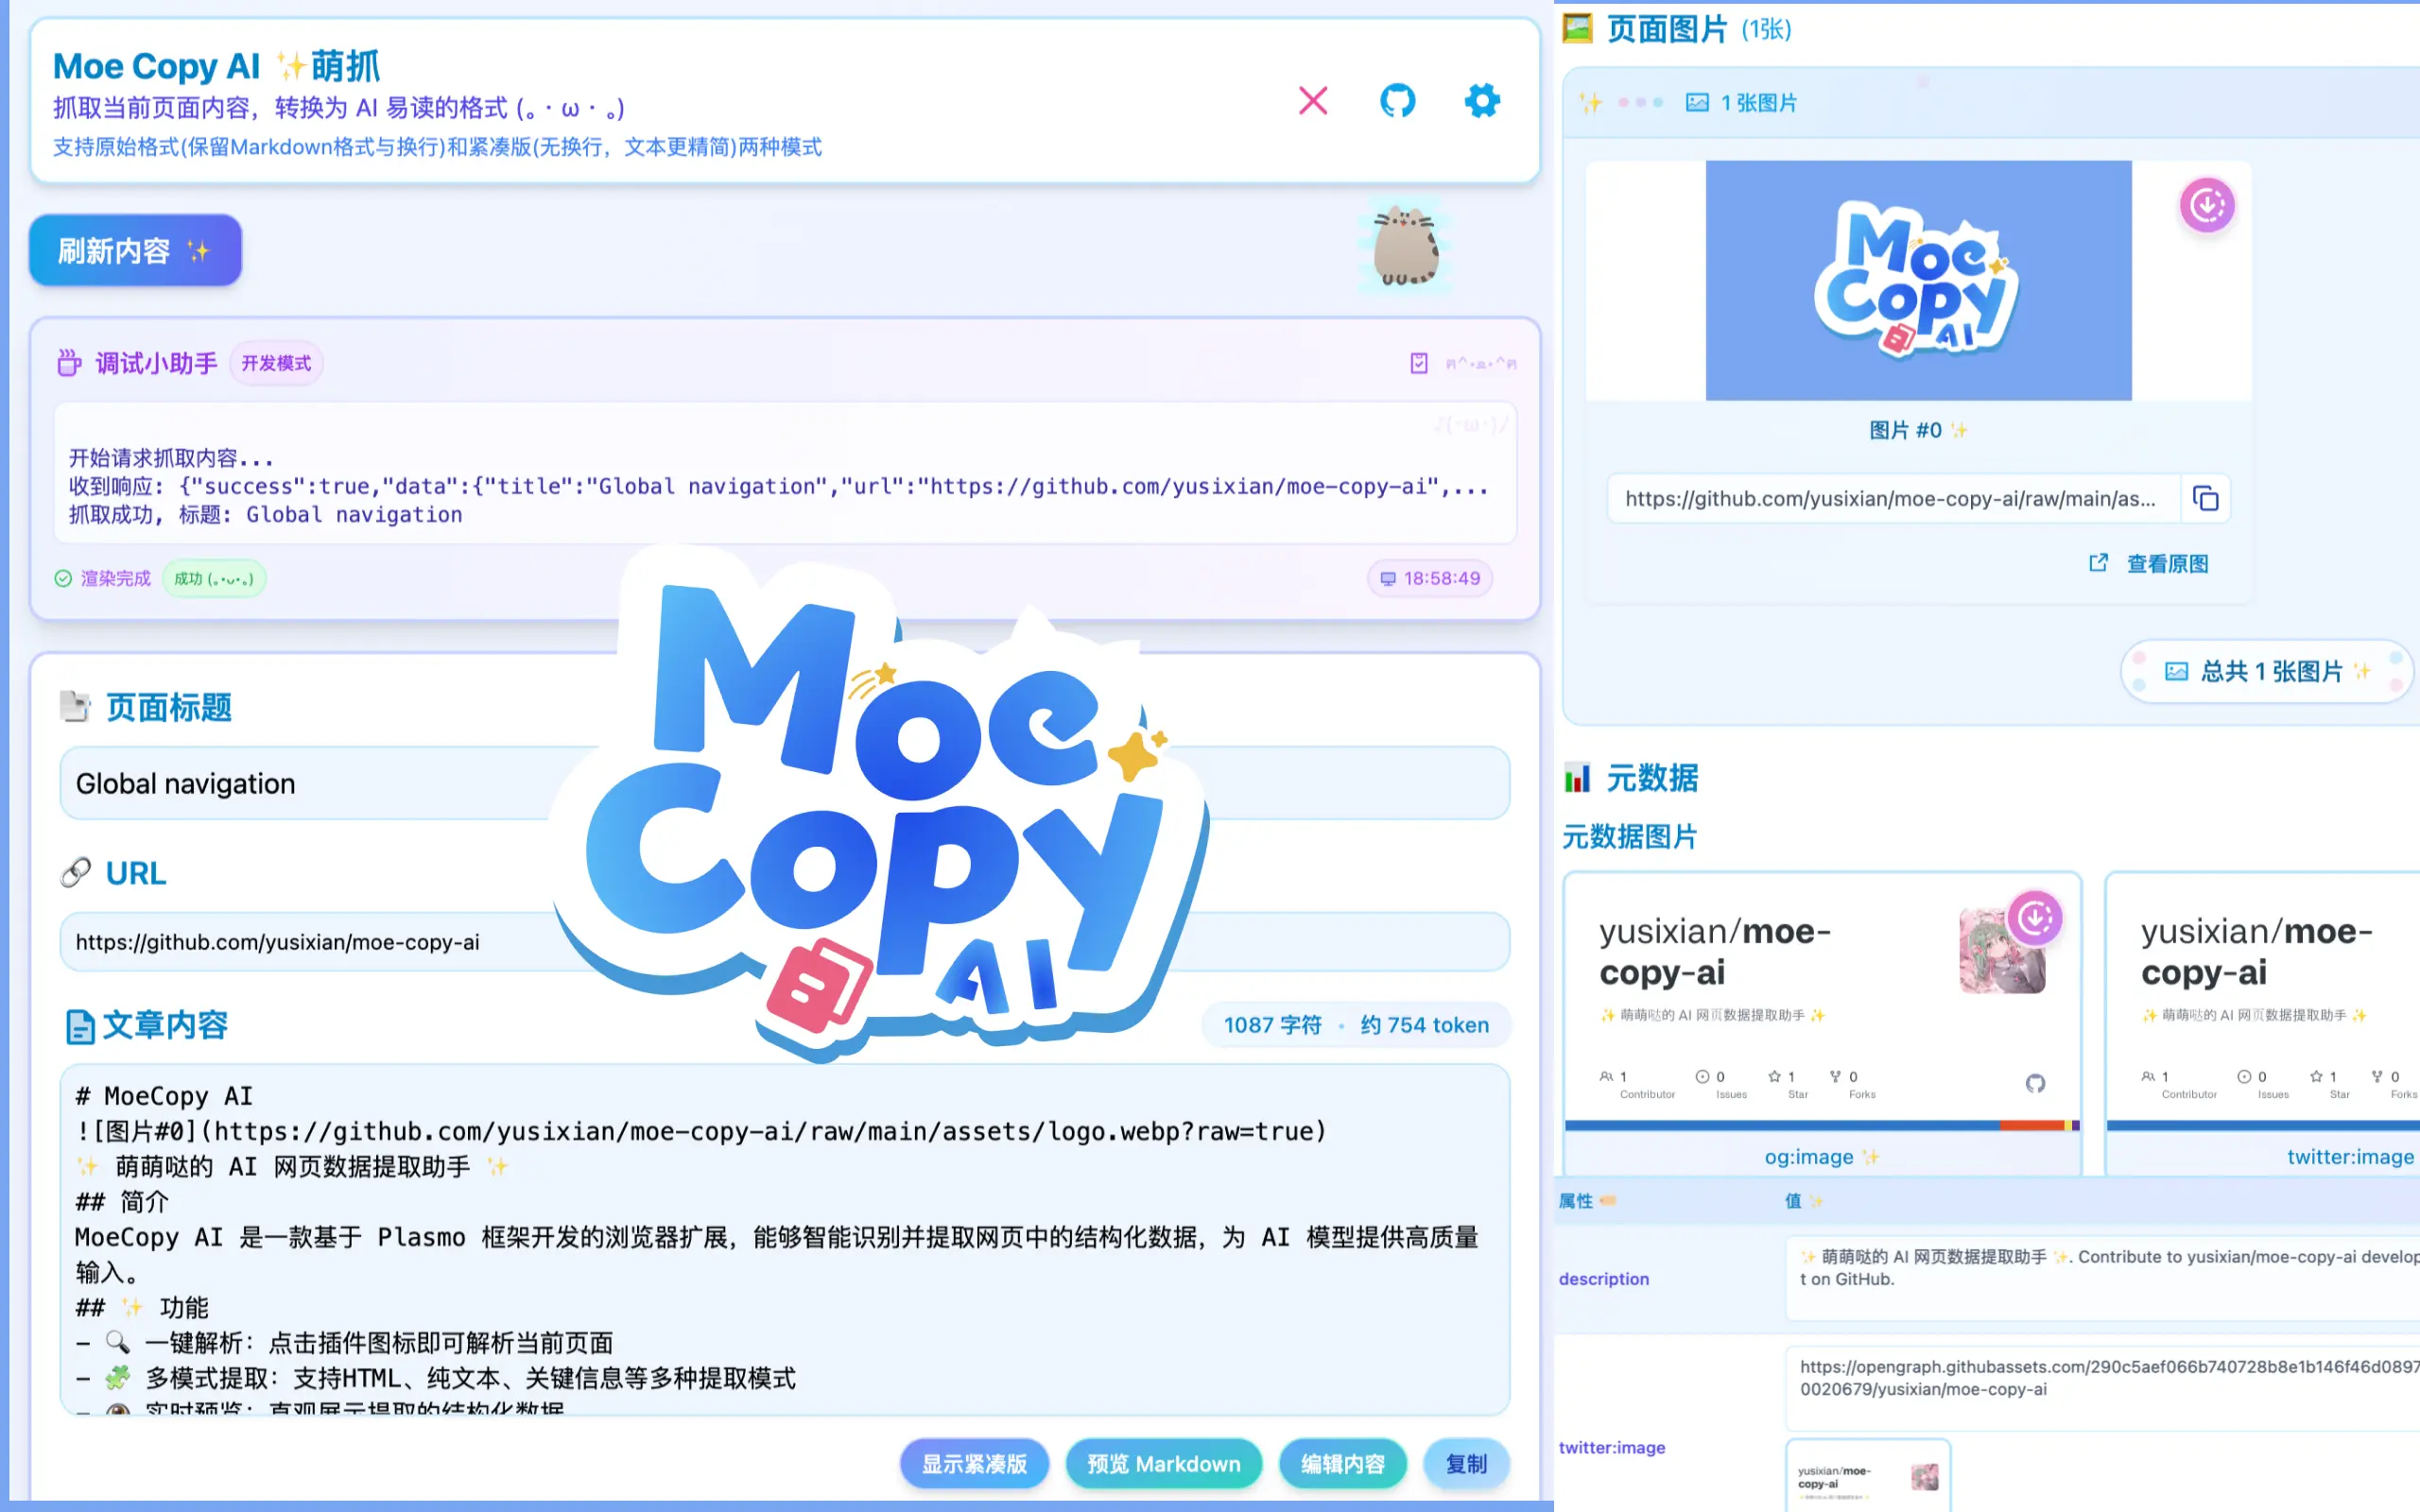 Moe Copy AI ✨萌抓
抓取当前页面内容，转换为 AI 易读的格式 (｡・ω・｡)
支持原始格式(保留Markdown格式与换行)和紧凑版(无换行，文本更精简)两种模式
刷新内容 ✨
调试小助手 开发模式
开始请求抓取内容...
收到响应: {"success":true,"data":{"title":"Global navigation","url":"https://github.com/yusixian/moe-copy-ai",...
抓取成功, 标题: Global navigation
渲染完成 成功 (｡･ᴗ･｡)
18:58:49
页面标题
Global navigation
URL
https://github.com/yusixian/moe-copy-ai
文章内容
1087 字符 • 约 754 token
# MoeCopy AI
![图片#0](https://github.com/yusixian/moe-copy-ai/raw/main/assets/logo.webp?raw=true)
✨ 萌萌哒的 AI 网页数据提取助手 ✨
## 简介
MoeCopy AI 是一款基于 Plasmo 框架开发的浏览器扩展，能够智能识别并提取网页中的结构化数据，为 AI 模型提供高质量
输入。
## ✨ 功能
- 🔍 一键解析：点击插件图标即可解析当前页面
- 🧩 多模式提取：支持HTML、纯文本、关键信息等多种提取模式
- 👁 实时预览：直观展示提取的结构化数据
显示紧凑版
预览 Markdown
编辑内容
复制
Moe
Copy
AI
页面图片 (1张)
1 张图片
Moe
Copy
AI
图片 #0 ✨
https://github.com/yusixian/moe-copy-ai/raw/main/as...
查看原图
总共 1 张图片 ✨
元数据
元数据图片
yusixian/moe-
copy-ai
✨ 萌萌哒的 AI 网页数据提取助手 ✨
1 0 1 0
Contributor Issues Star Forks
og:image ✨
yusixian/moe-
copy-ai
✨ 萌萌哒的 AI 网页数据提取助手 ✨
1 0 1 0
Contributor Issues Star Forks
twitter:image
属性
值 ✨
description
✨ 萌萌哒的 AI 网页数据提取助手 ✨. Contribute to yusixian/moe-copy-ai develop
t on GitHub.
twitter:image
https://opengraph.githubassets.com/290c5aef066b740728b8e1b146f46d0897
0020679/yusixian/moe-copy-ai
yusixian/moe-
copy-ai